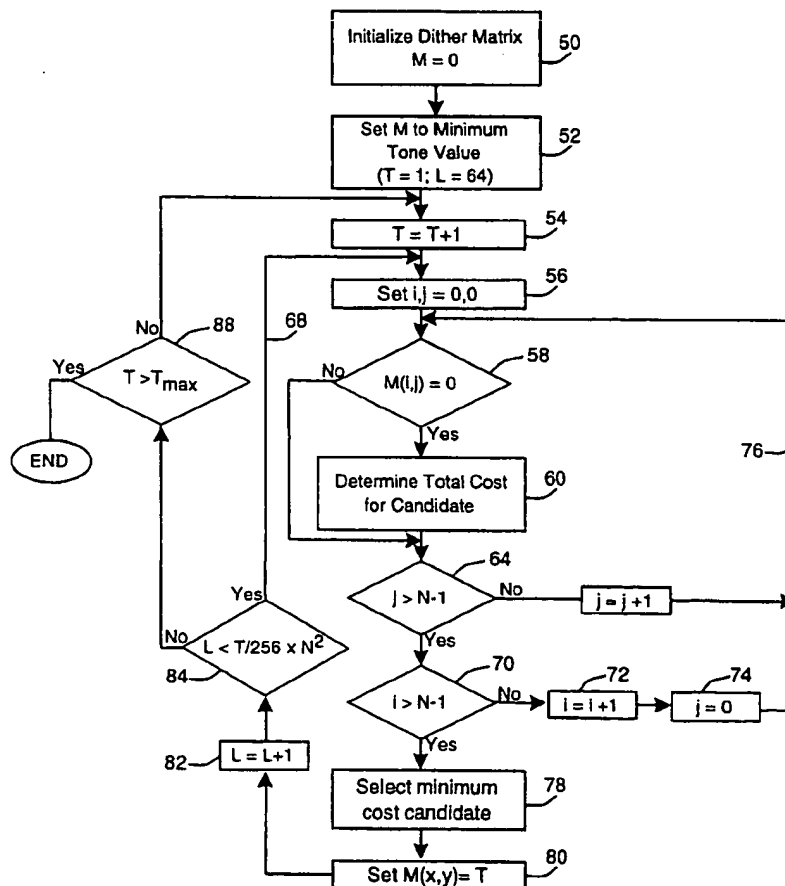 Initialize Dither Matrix
M = 0
50
Set M to Minimum
Tone Value
(T = 1; L = 64)
52
54
T = T+1
56
Set i,j = 0,0
No
88
68
58
Yes
T >Tmax
No
M(i,j) = 0
Yes
END
76
Determine Total Cost
for Candidate
60
64
Yes
j > N-1
No
j = j +1
No
L < T/256 x N2
Yes
84
70
72
74
i > N-1
No
i = i +1
j = 0
Yes
82
L = L+1
Select minimum
cost candidate
78
Set M(x,y)= T
80